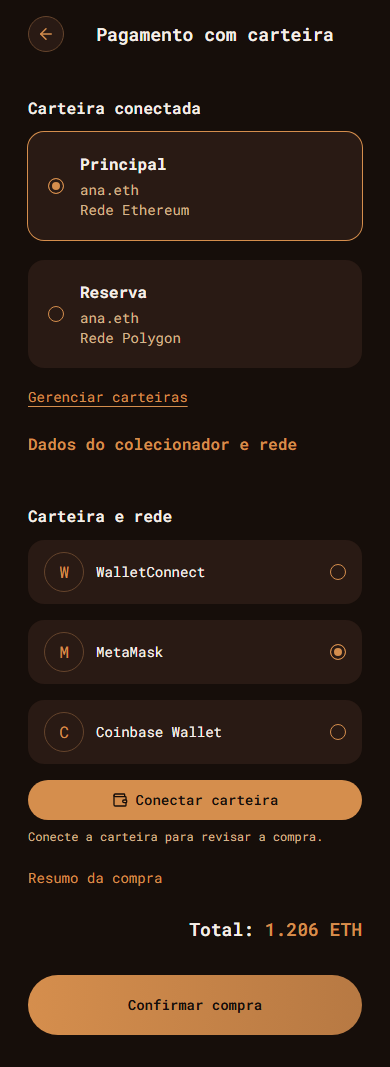 Pagamento com carteira
Carteira conectada
Principal
ana.eth
Rede Ethereum
Reserva
ana.eth
Rede Polygon
Gerenciar carteiras
Dados do colecionador e rede
Carteira e rede
W WalletConnect
M MetaMask
C Coinbase Wallet
Conectar carteira
Conecte a carteira para revisar a compra.
Resumo da compra
Total: 1.206 ETH
Confirmar compra